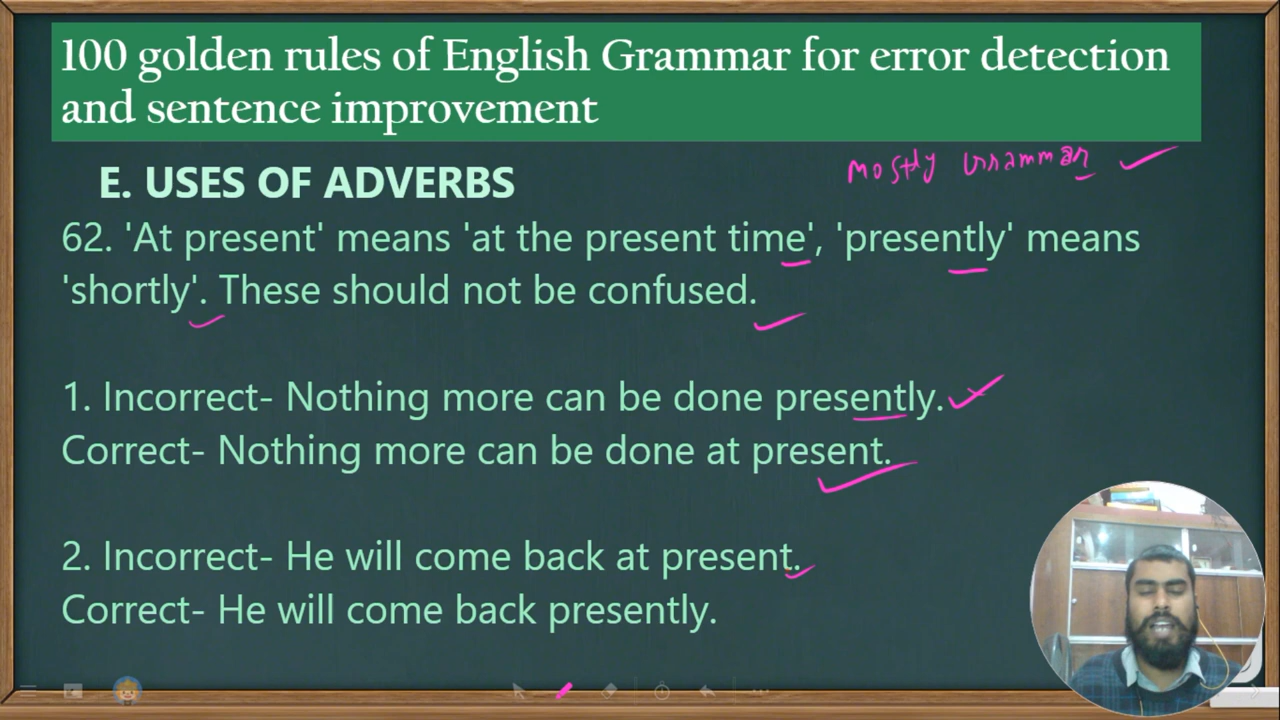 100 golden rules of English Grammar for error detection
and sentence improvement
mostly Grammar
E. USES OF ADVERBS
62. 'At present' means 'at the present time', 'presently' means
'shortly'. These should not be confused.
1. Incorrect- Nothing more can be done presently.
Correct- Nothing more can be done at present.
2. Incorrect- He will come back at present.
Correct- He will come back presently.